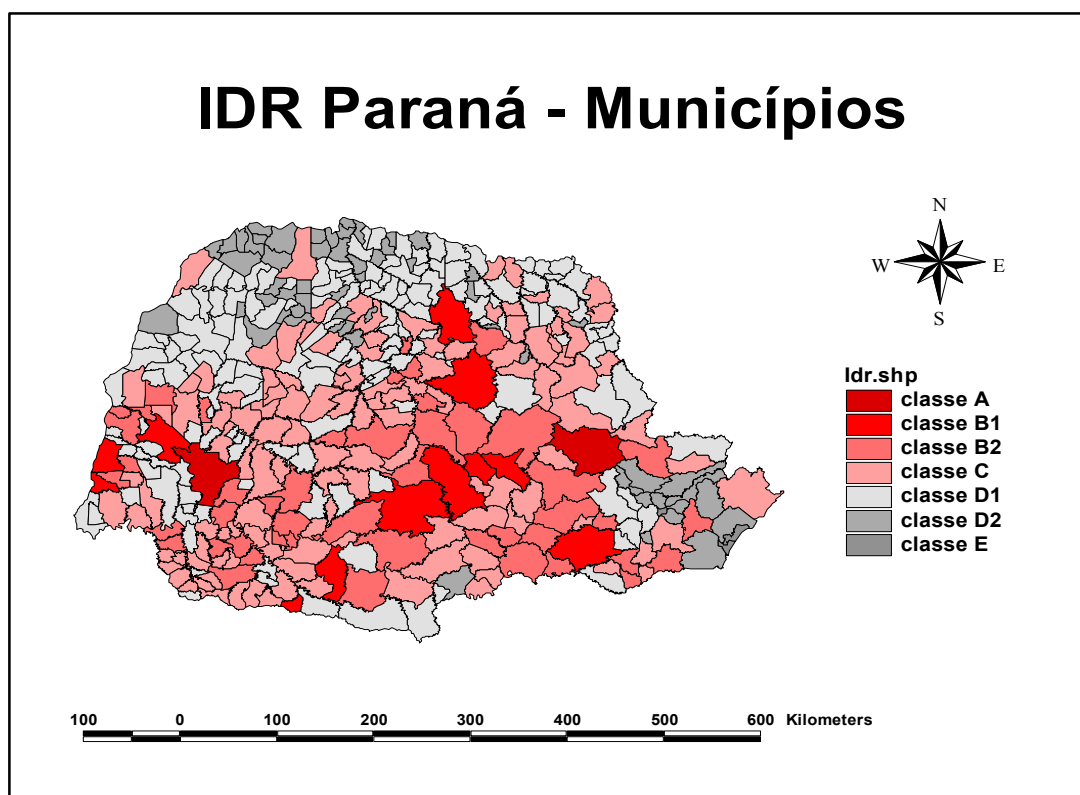 IDR Paraná - Municípios
N
W E
S
Idr.shp
classe A
classe B1
classe B2
classe C
classe D1
classe D2
classe E
100 0 100 200 300 400 500 600 Kilometers